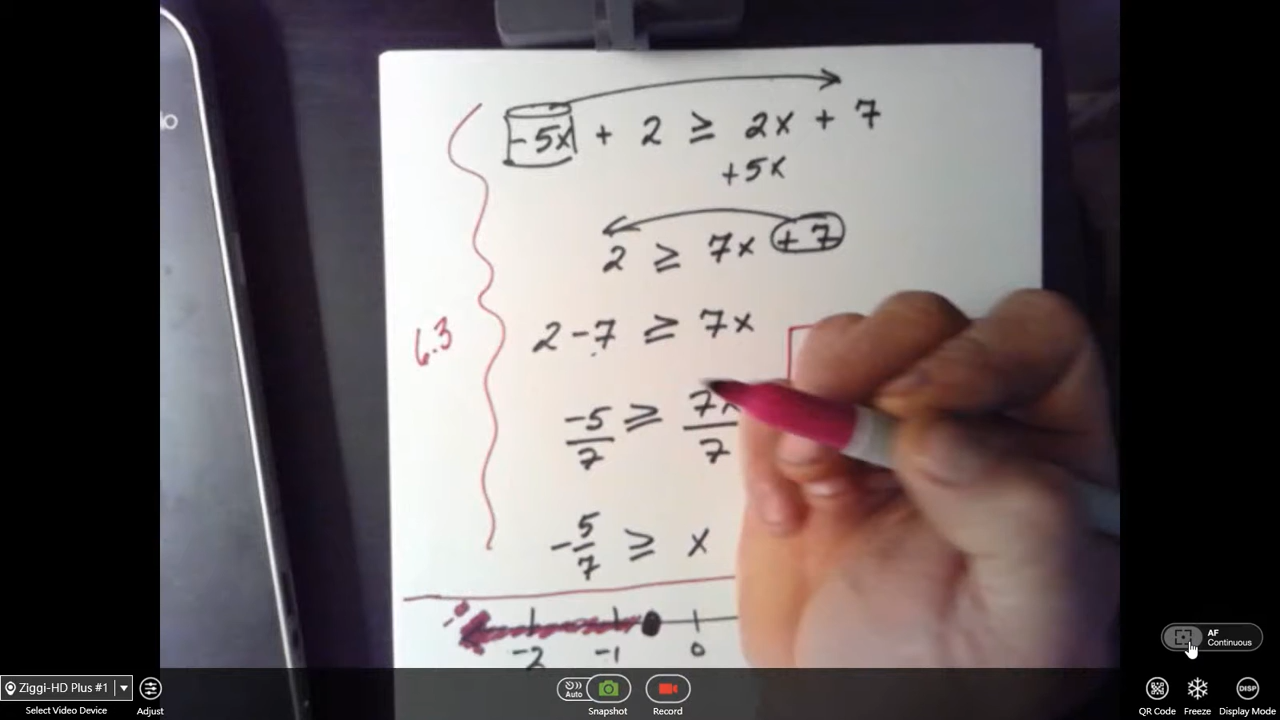 -5x + 2 ≥ 2x + 7
+5x
2 ≥ 7x + 7
6.3
2 - 7 ≥ 7x
-5/7 ≥ 7x/7
-5/7 ≥ x
-2 -1 0
AF
Continuous
Ziggi-HD Plus #1
Select Video Device
Adjust
Auto
Snapshot
Record
QR Code
Freeze
DISP
Display Mode